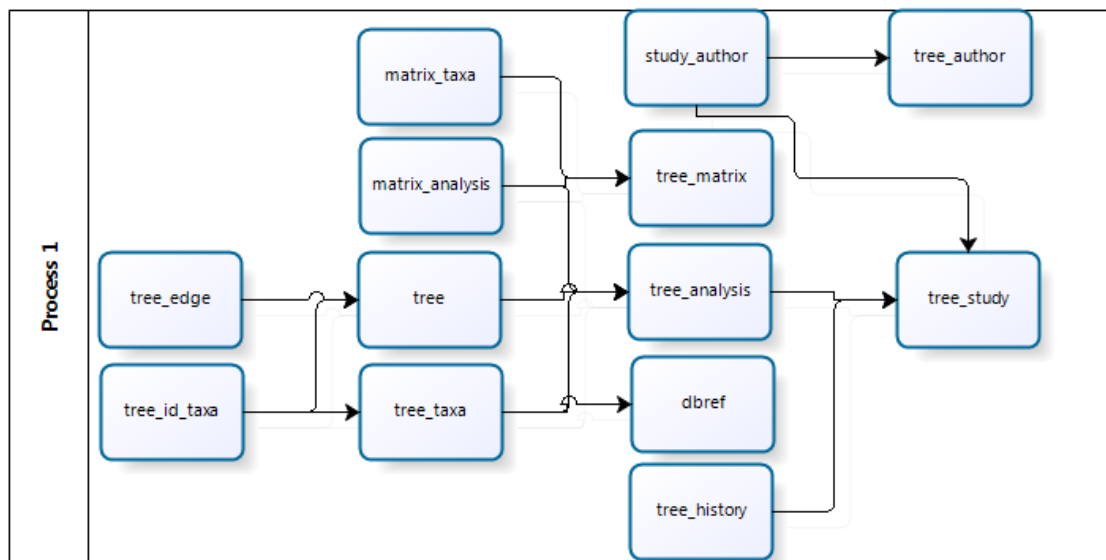 Process 1
matrix_taxa
study_author
tree_author
matrix_analysis
tree_matrix
tree_edge
tree
tree_analysis
tree_study
tree_id_taxa
tree_taxa
dbref
tree_history